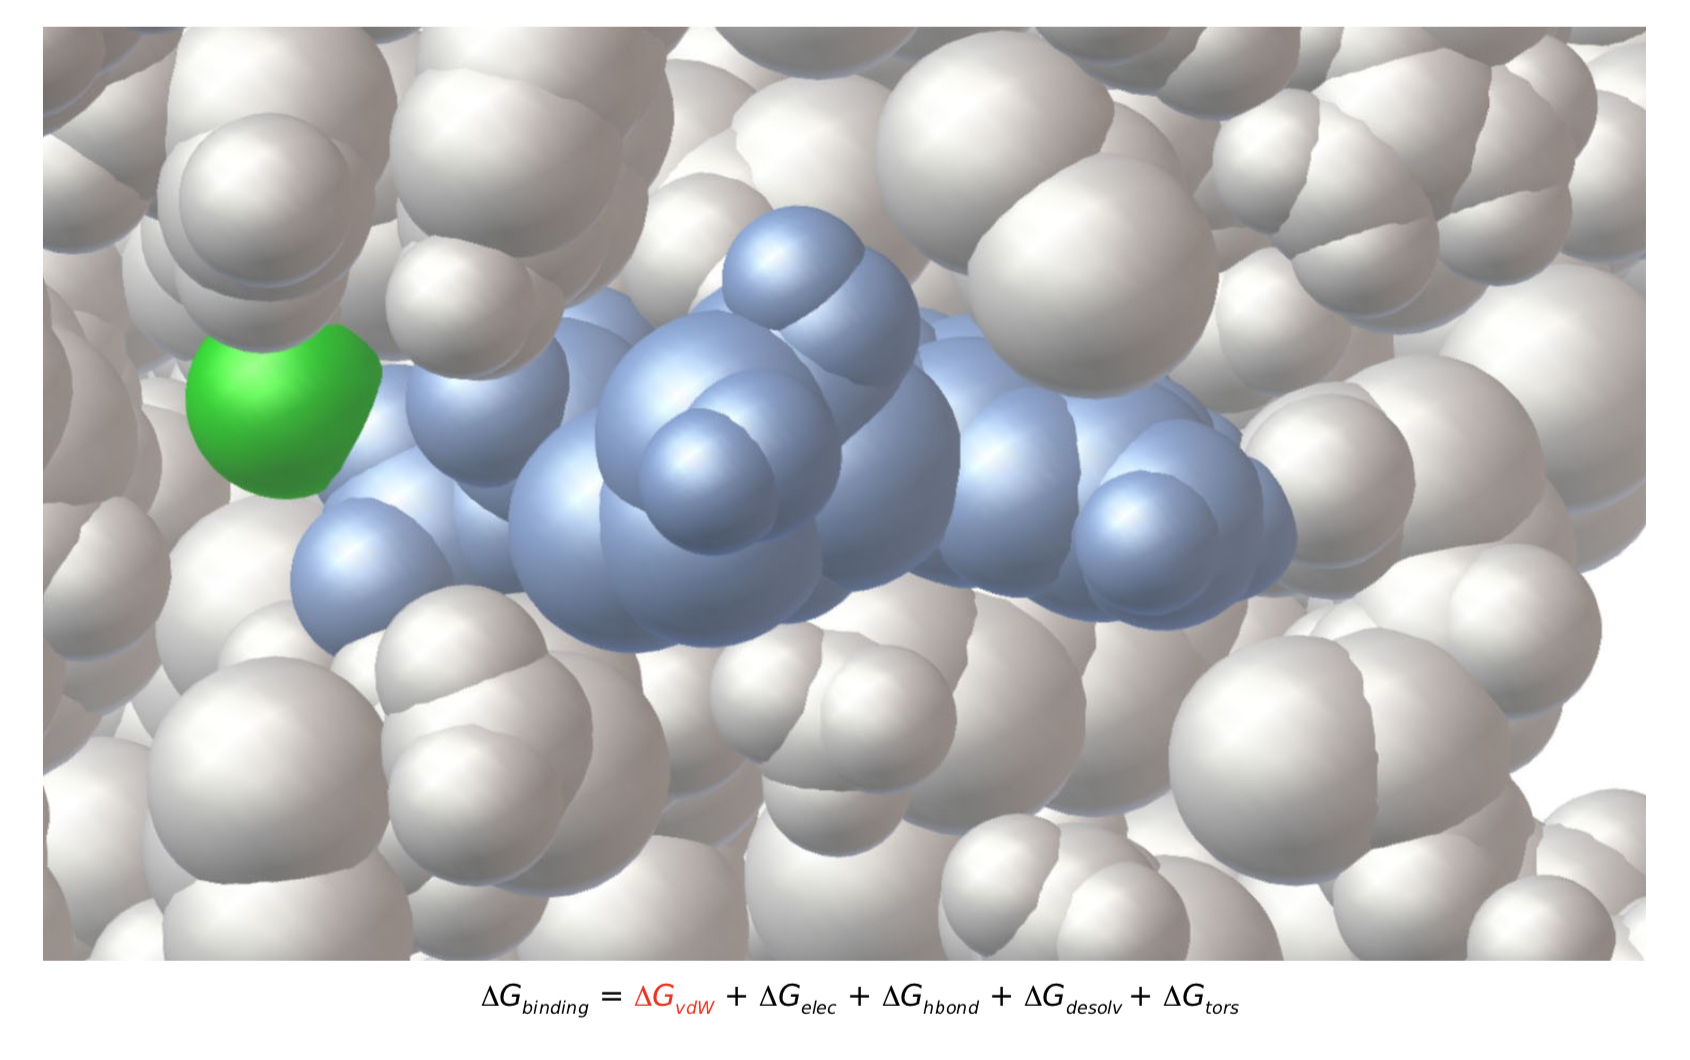 ΔG_binding = ΔG_vdW + ΔG_elec + ΔG_hbond + ΔG_desolv + ΔG_tors